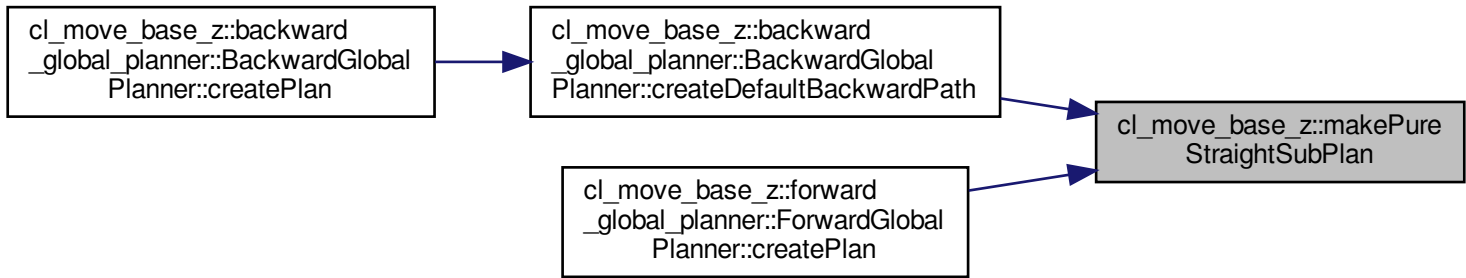 cl_move_base_z::backward
_global_planner::BackwardGlobal
Planner::createPlan
cl_move_base_z::backward
_global_planner::BackwardGlobal
Planner::createDefaultBackwardPath
cl_move_base_z::makePure
StraightSubPlan
cl_move_base_z::forward
_global_planner::ForwardGlobal
Planner::createPlan